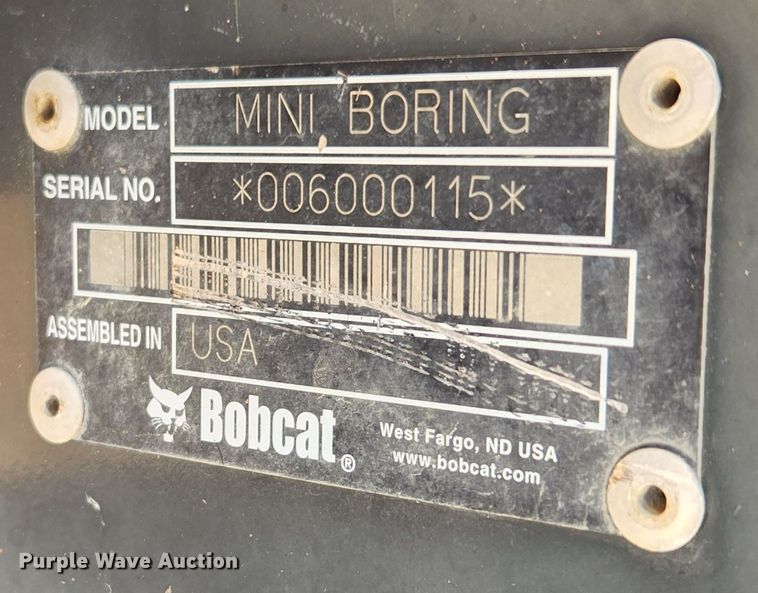 MODEL MINI BORING
SERIAL NO. *006000115*
ASSEMBLED IN USA
Bobcat®
West Fargo, ND USA
www.bobcat.com
Purple Wave Auction